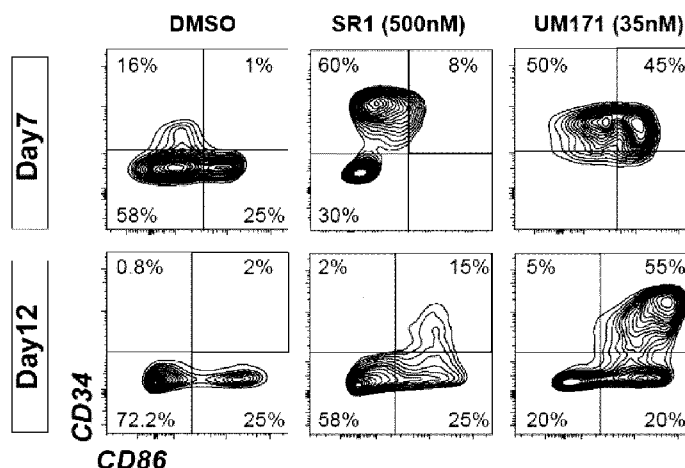 DMSO SR1 (500nM) UM171 (35nM)
Day7
16% 1% 60% 8% 50% 45%
58% 25% 30%
Day12
0.8% 2% 2% 15% 5% 55%
72.2% 25% 58% 25% 20% 20%
CD34
CD86